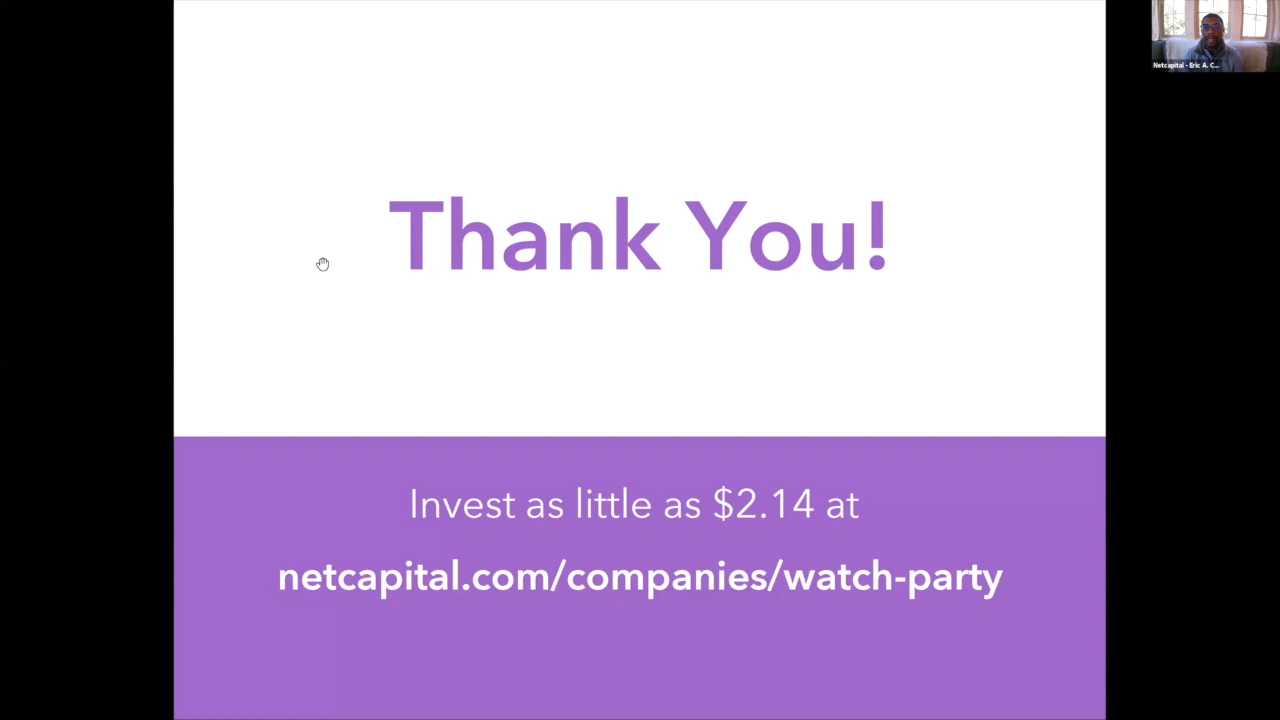 Netcapital - Eric A. C...
Thank You!
Invest as little as $2.14 at
netcapital.com/companies/watch-party